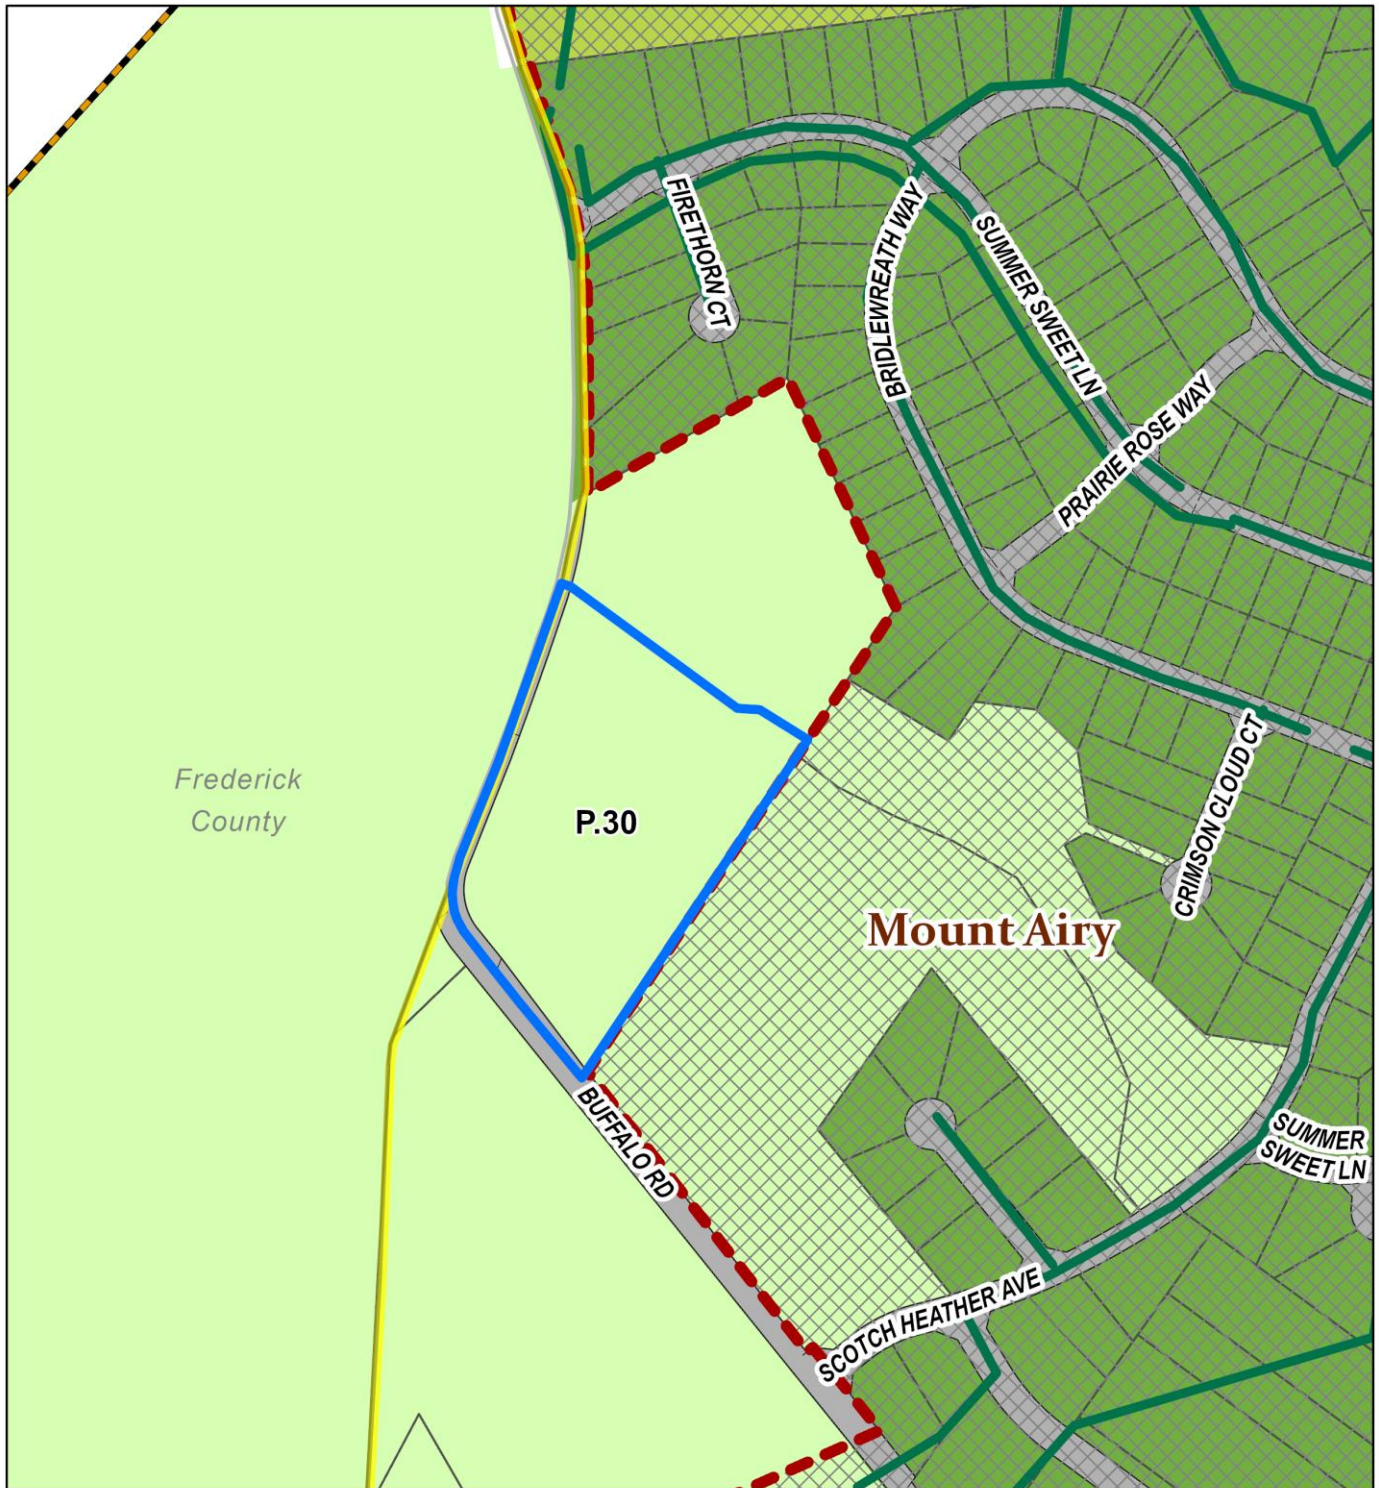 FIRETHORN CT
BRIDLEWREATH WAY
SUMMER SWEET LN
PRAIRIE ROSE WAY
Frederick
County
P.30
CRIMSON CLOUD CT
Mount Airy
BUFFALO RD
SUMMER
SWEET LN
SCOTCH HEATHER AVE